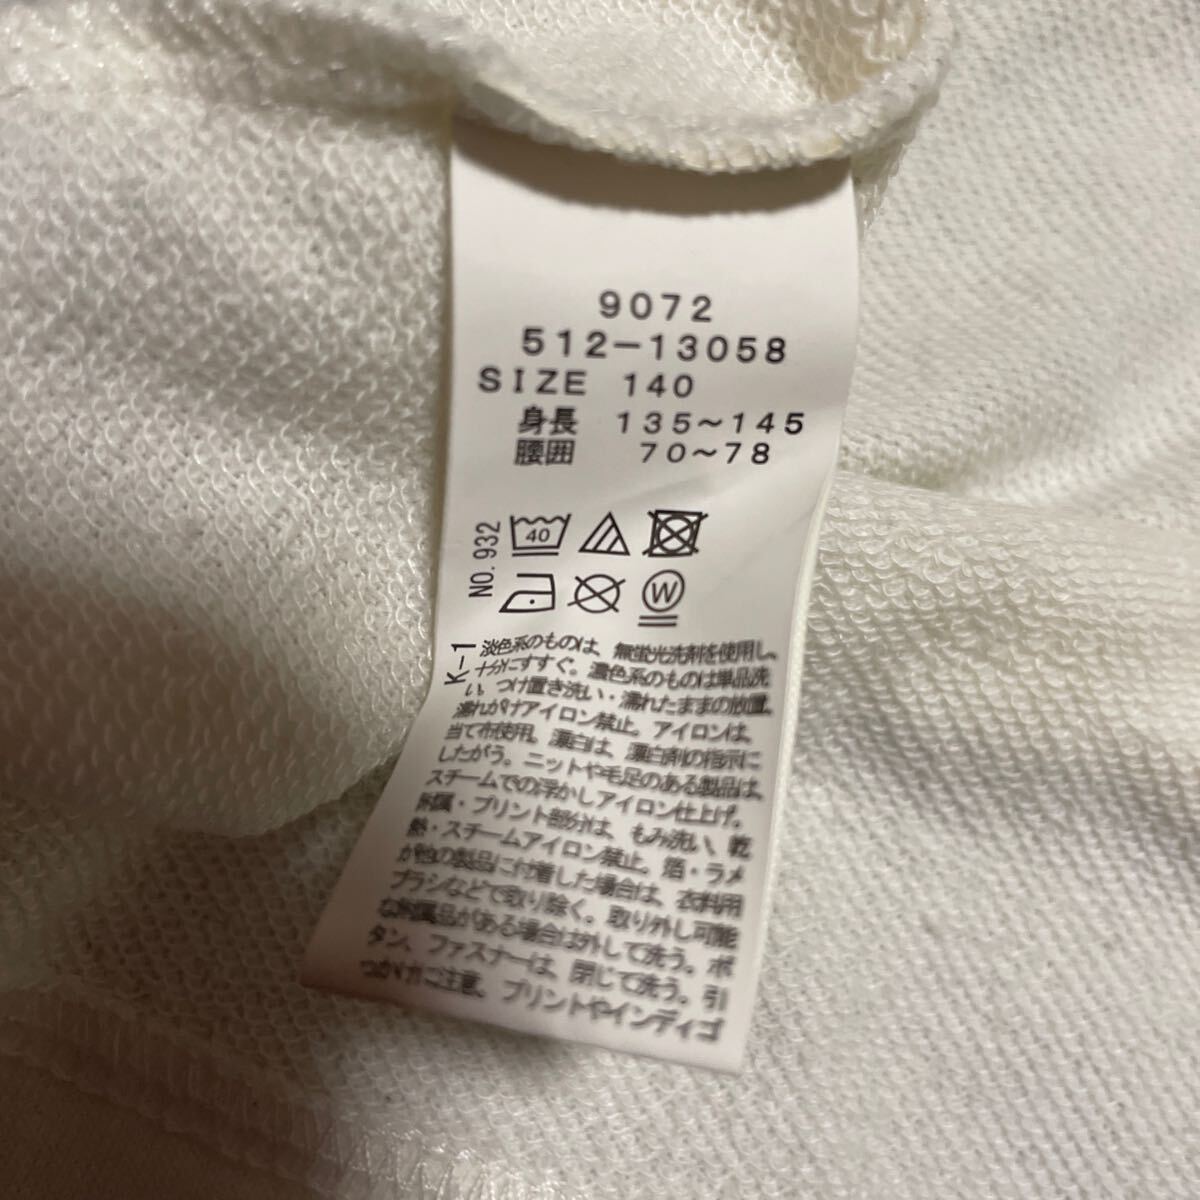 9072
512-13058
SIZE 140
身長 135～145
腰囲 70～78
NO.932
40
W
K-1
淡色系のものは、無蛍光洗剤を使用し、
十分にすすぐ。濃色系のものは単品洗
い。つけ置き洗い・濡れたままの放置、
濡れがけアイロン禁止。アイロンは、
当て布使用。漂白は、漂白剤の指示に
したがう。ニットや毛足のある製品は、
スチームでの浮かしアイロン仕上げ。
附属・プリント部分は、もみ洗い、乾
熱・スチームアイロン禁止。箔・ラメ
が他の製品に付着した場合は、衣料用
ブラシなどで取り除く。取り外し可能
な附属品がある場合は外して洗う。ボ
タン、ファスナーは、閉じて洗う。引
つかけに注意。プリントやインディゴ